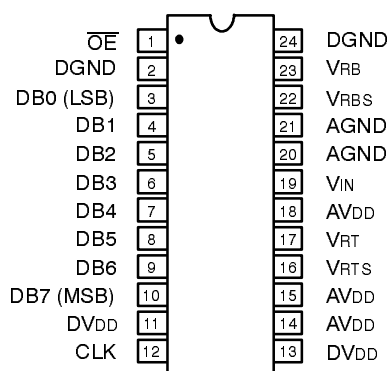 O̅E̅ 1 24 DGND
DGND 2 23 VRB
DB0 (LSB) 3 22 VRBS
DB1 4 21 AGND
DB2 5 20 AGND
DB3 6 19 VIN
DB4 7 18 AVDD
DB5 8 17 VRT
DB6 9 16 VRTS
DB7 (MSB) 10 15 AVDD
DVDD 11 14 AVDD
CLK 12 13 DVDD